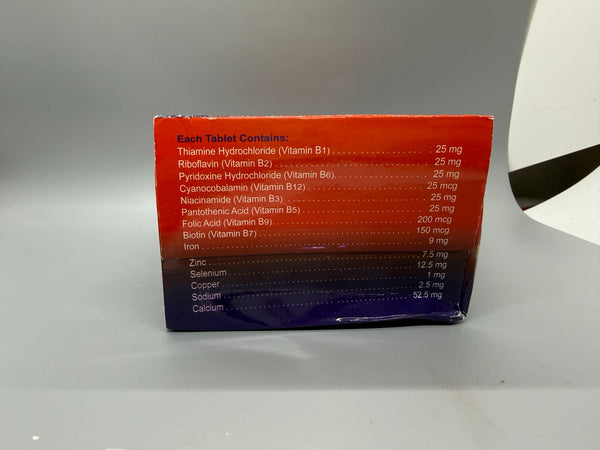 Each Tablet Contains:
Thiamine Hydrochloride (Vitamin B1) ........ 25 mg
Riboflavin (Vitamin B2) ........ 25 mg
Pyridoxine Hydrochloride (Vitamin B6) ........ 25 mg
Cyanocobalamin (Vitamin B12) ........ 25 mcg
Niacinamide (Vitamin B3) ........ 25 mg
Pantothenic Acid (Vitamin B5) ........ 25 mg
Folic Acid (Vitamin B9) ........ 200 mcg
Biotin (Vitamin B7) ........ 150 mcg
Iron ........ 9 mg
Zinc ........ 7.5 mg
Selenium ........ 12.5 mg
Copper ........ 1 mg
Sodium ........ 2.5 mg
Calcium ........ 52.5 mg